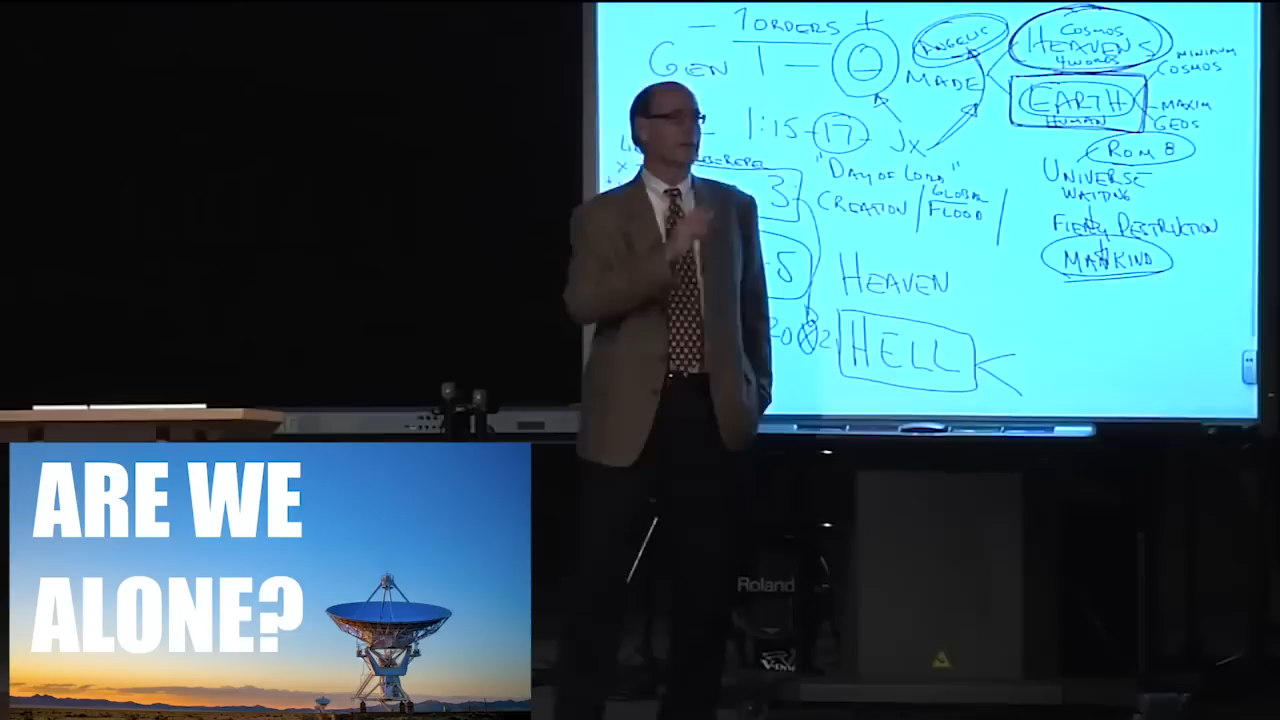 7 ORDERS +
GEN 1 -
ANGELIC
MADE
COSMOS
HEAVENS
4 WORDS
MINIMUM
COSMOS
EARTH
HUMAN
MAXIM
GEOS
1:15-17
JX
ROM 8
"DAY OF LORD"
CREATION / GLOBAL FLOOD /
3
5
UNIVERSE
WAITING
FIERY DESTRUCTION
MANKIND
HEAVEN
HELL
ARE WE
ALONE?
Roland